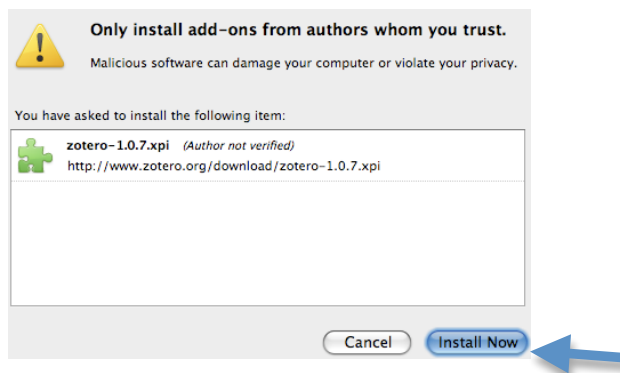 Only install add-ons from authors whom you trust.
Malicious software can damage your computer or violate your privacy.
You have asked to install the following item:
zotero-1.0.7.xpi (Author not verified)
http://www.zotero.org/download/zotero-1.0.7.xpi
Cancel Install Now